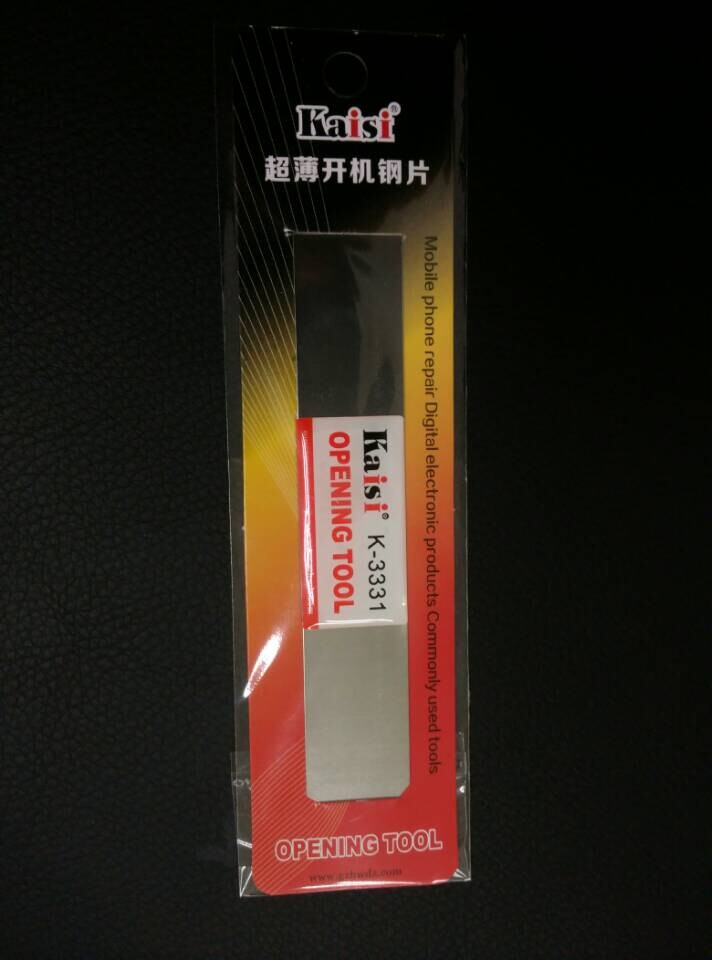 Kaisi®
超薄开机钢片
Mobile phone repair Digital electronic products Commonly used tools
Kaisi® K-3331
OPENING TOOL
OPENING TOOL